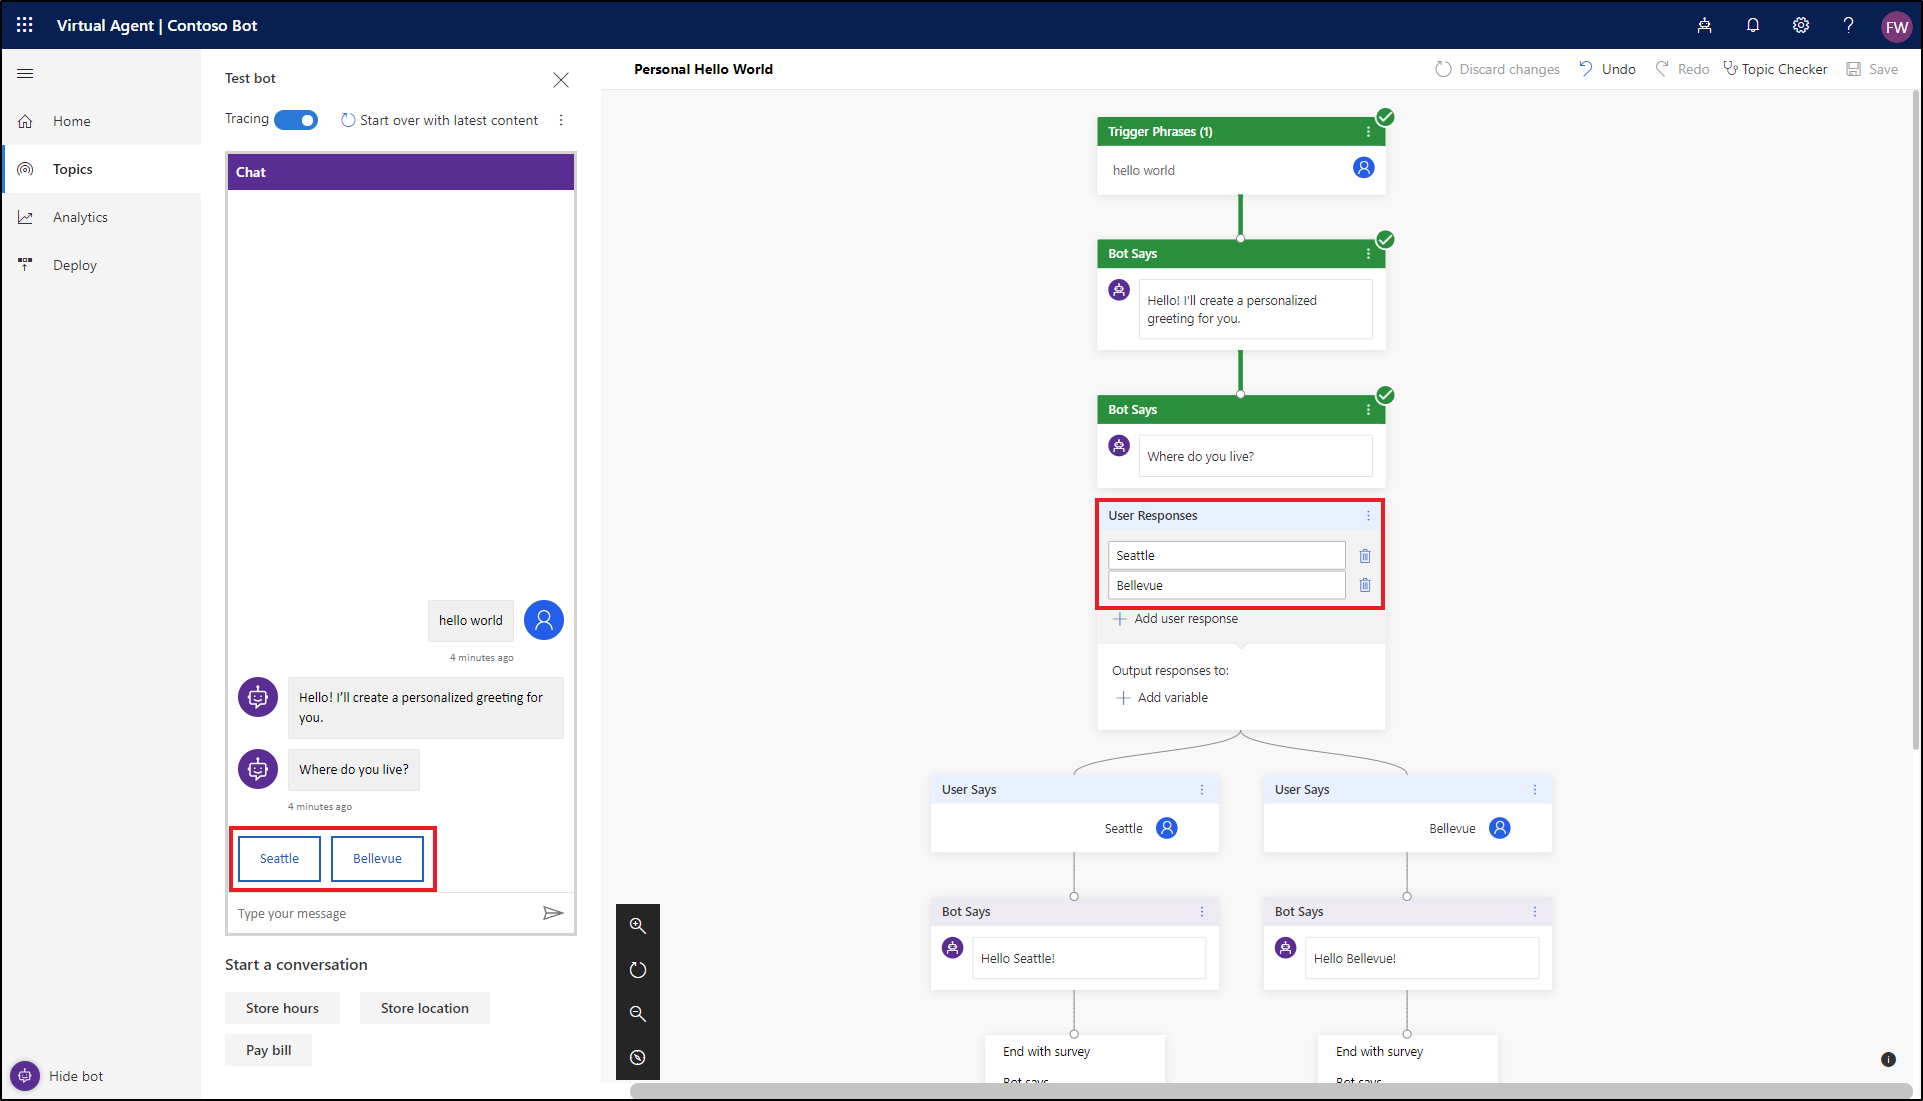 Virtual Agent | Contoso Bot
FW
Home
Topics
Analytics
Deploy
Hide bot
Test bot
Tracing
Start over with latest content
Chat
hello world
4 minutes ago
Hello! I'll create a personalized greeting for
you.
Where do you live?
4 minutes ago
Seattle
Bellevue
Type your message
Start a conversation
Store hours
Store location
Pay bill
Personal Hello World
Discard changes
Undo
Redo
Topic Checker
Save
Trigger Phrases (1)
hello world
Bot Says
Hello! I'll create a personalized
greeting for you.
Bot Says
Where do you live?
User Responses
Seattle
Bellevue
Add user response
Output responses to:
Add variable
User Says
Seattle
User Says
Bellevue
Bot Says
Hello Seattle!
Bot Says
Hello Bellevue!
End with survey
Bot says
End with survey
Bot says